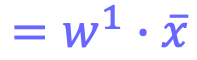 = w¹ · x̄